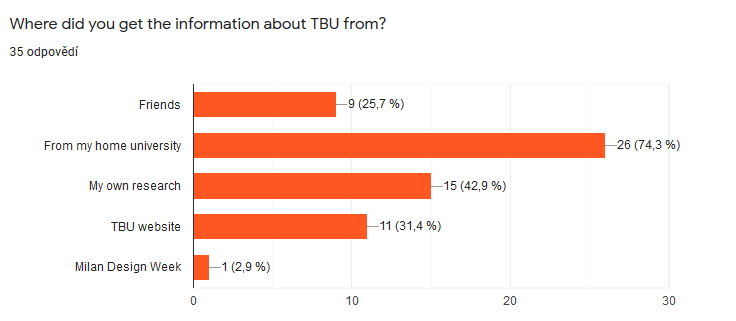 Where did you get the information about TBU from?
35 odpovědí
Friends 9 (25,7 %)
From my home university 26 (74,3 %)
My own research 15 (42,9 %)
TBU website 11 (31,4 %)
Milan Design Week 1 (2,9 %)
0 10 20 30